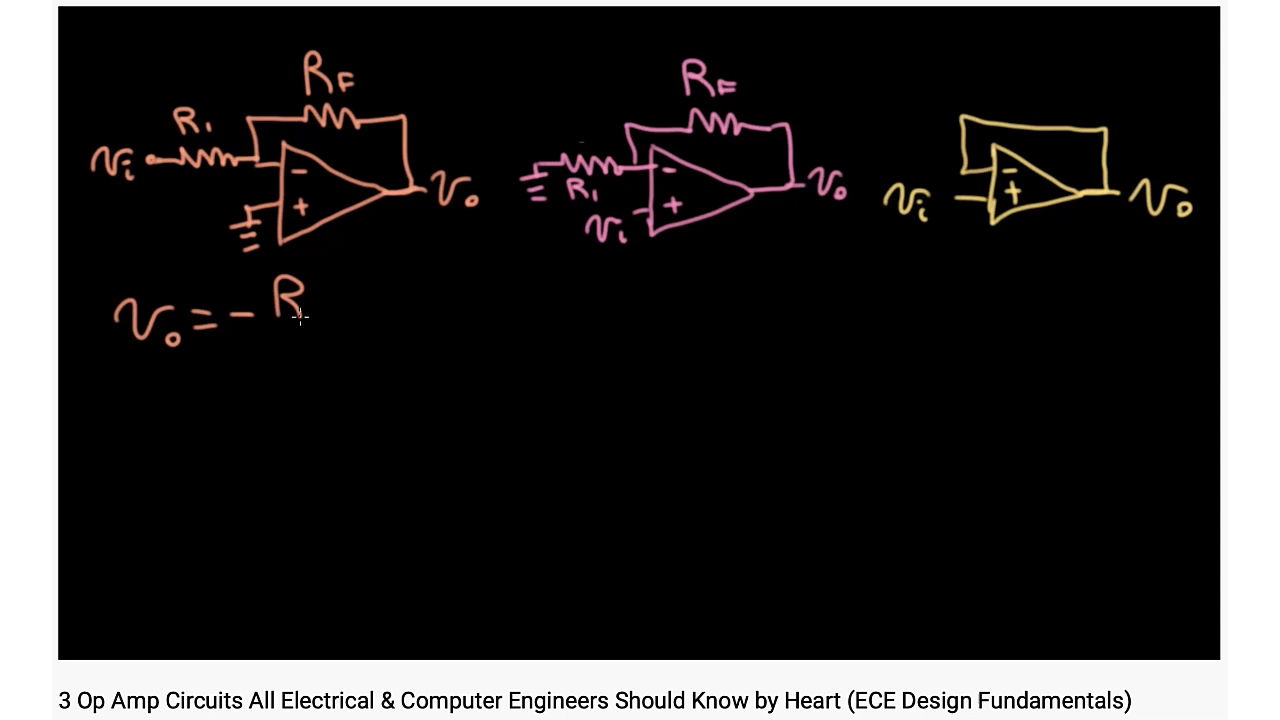 RF RF
R1
Vi - Vo R1 - Vo Vi - Vo
+ Vi + +
Vo = - R
3 Op Amp Circuits All Electrical & Computer Engineers Should Know by Heart (ECE Design Fundamentals)